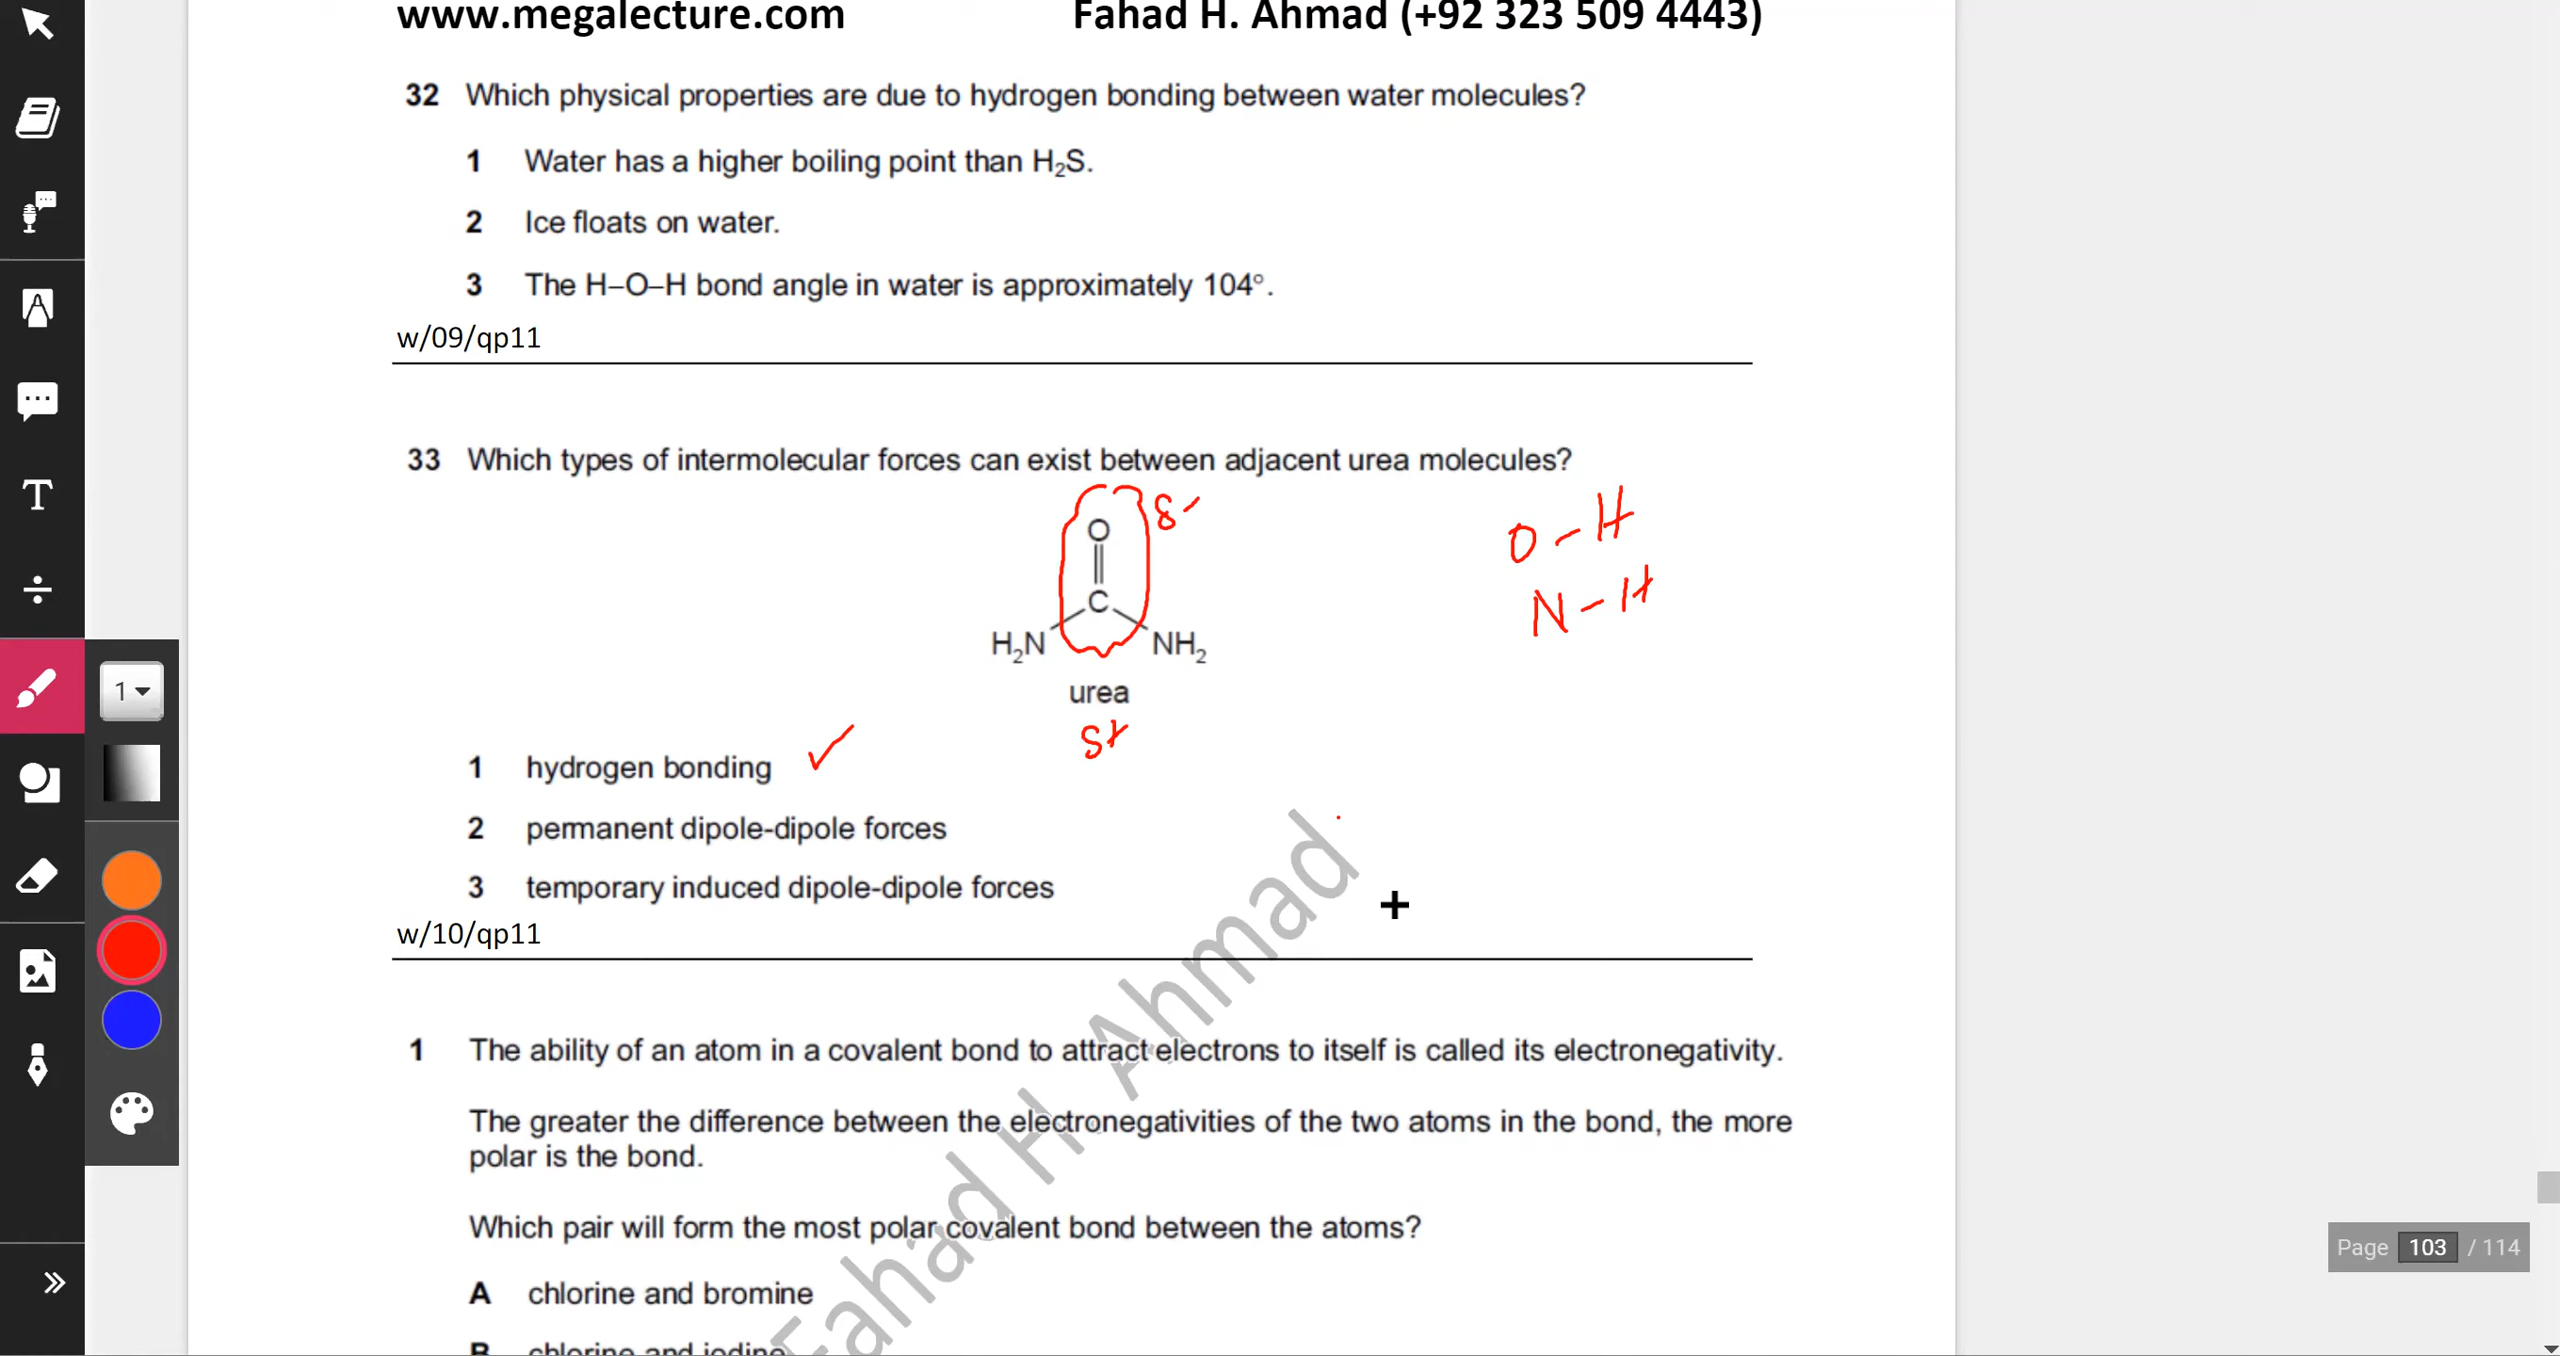 www.megalecture.com Fahad H. Ahmad (+92 323 509 4443)
32 Which physical properties are due to hydrogen bonding between water molecules?
1 Water has a higher boiling point than H₂S.
2 Ice floats on water.
3 The H–O–H bond angle in water is approximately 104°.
w/09/qp11
33 Which types of intermolecular forces can exist between adjacent urea molecules?
δ-
O
C
H₂N NH₂
urea
δ+
O-H
N-H
1 hydrogen bonding ✓
2 permanent dipole-dipole forces
3 temporary induced dipole-dipole forces
w/10/qp11
1 The ability of an atom in a covalent bond to attract electrons to itself is called its electronegativity.
The greater the difference between the electronegativities of the two atoms in the bond, the more
polar is the bond.
Which pair will form the most polar covalent bond between the atoms?
A chlorine and bromine
B chlorine and iodine
Fahad H Ahmad
T
1
Page 103 / 114